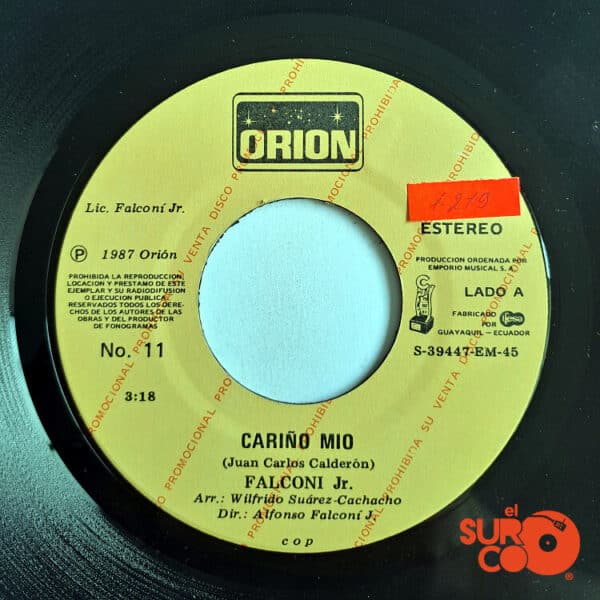 ORION
Lic. Falconí Jr.
ESTEREO
Ⓟ 1987 Orión
PROHIBIDA LA REPRODUCCION
LOCACION Y PRESTAMO DE ESTE
EJEMPLAR Y SU RADIODIFUSION
O EJECUCION PUBLICA.
RESERVADOS TODOS LOS DERE-
CHOS DE LOS AUTORES DE LAS
OBRAS Y DEL PRODUCTOR
DE FONOGRAMAS
PRODUCCION ORDENADA POR
EMPORIO MUSICAL S. A.
LADO A
FABRICADO
POR
GUAYAQUIL - ECUADOR
No. 11
S-39447-EM-45
3:18
CARIÑO MIO
(Juan Carlos Calderón)
FALCONI Jr.
Arr.: Wilfrido Suárez-Cachacho
Dir.: Alfonso Falconí J.
cop
DISCO PROMOCIONAL PROHIBIDA SU VENTA
el
SURCO
®